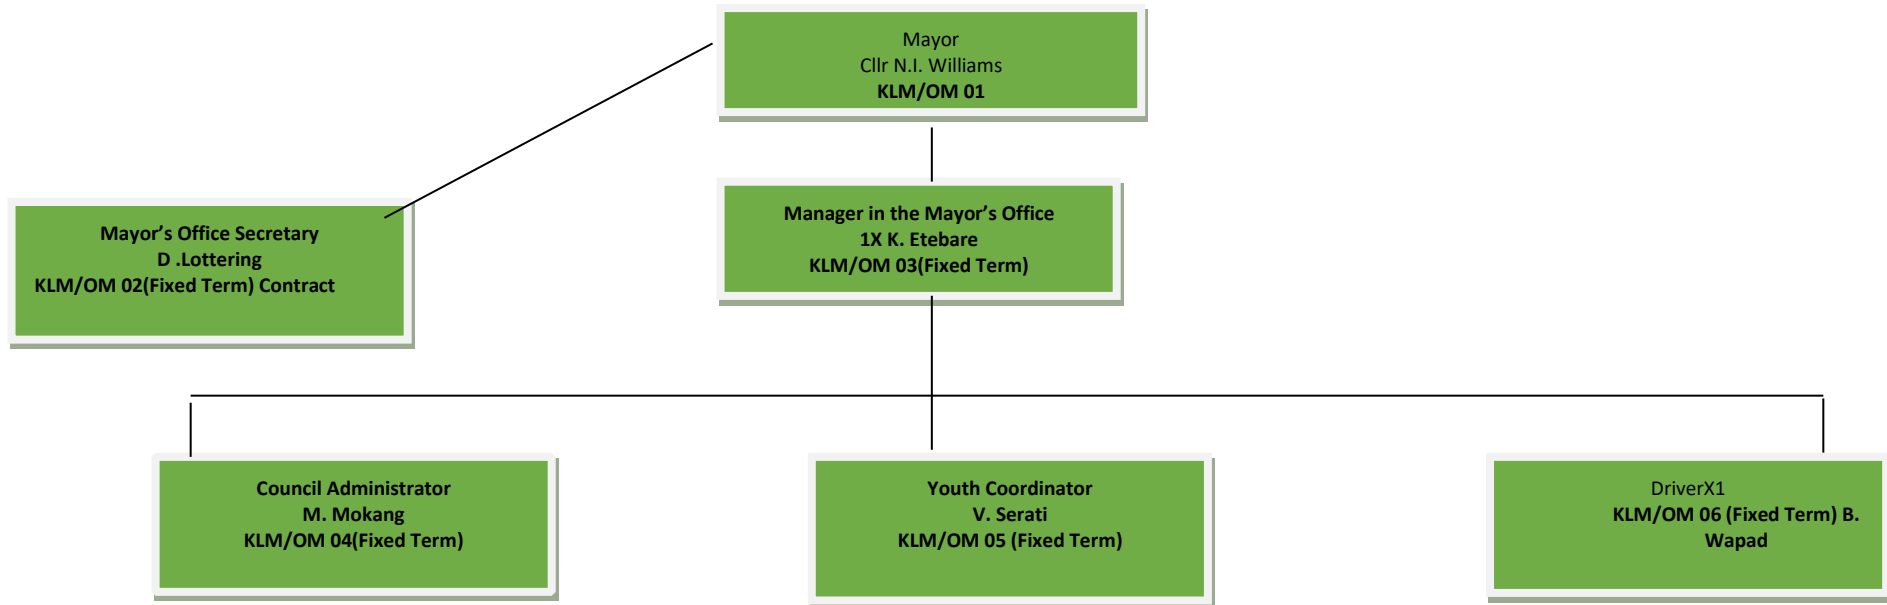 Mayor
Cllr N.I. Williams
KLM/OM 01
Mayor’s Office Secretary
D .Lottering
KLM/OM 02(Fixed Term) Contract
Manager in the Mayor’s Office
1X K. Etebare
KLM/OM 03(Fixed Term)
Council Administrator
M. Mokang
KLM/OM 04(Fixed Term)
Youth Coordinator
V. Serati
KLM/OM 05 (Fixed Term)
DriverX1
KLM/OM 06 (Fixed Term) B.
Wapad